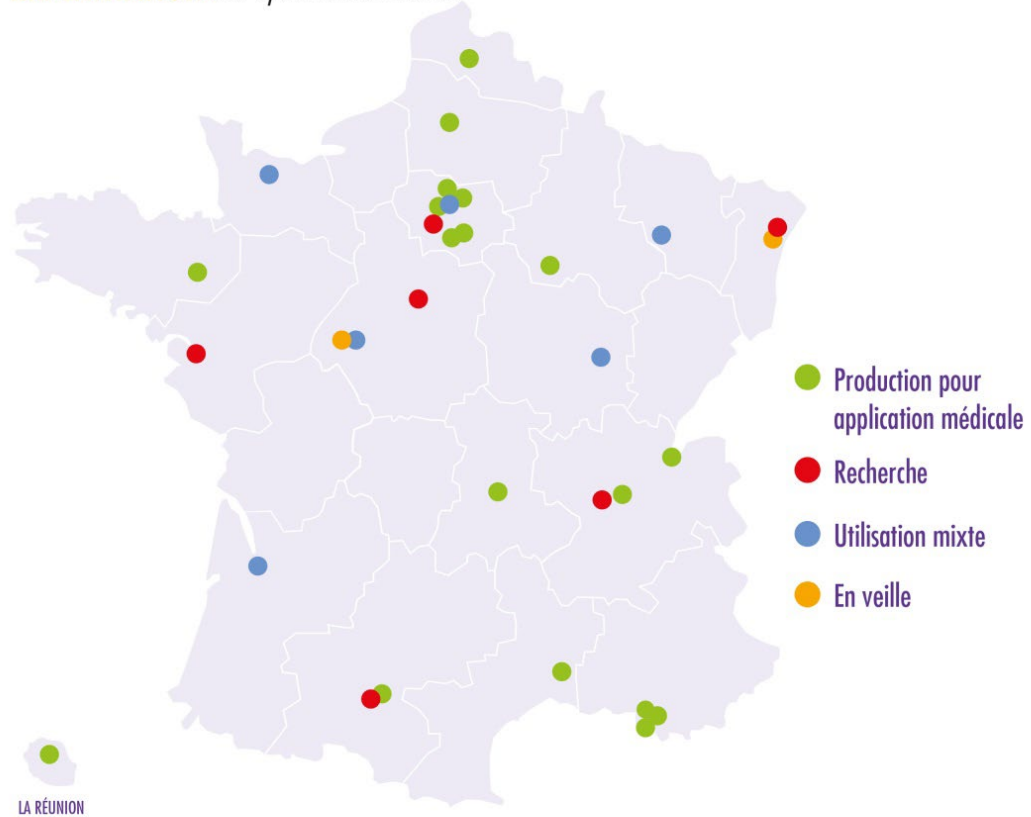 Production pour
application médicale
Recherche
Utilisation mixte
En veille
LA RÉUNION